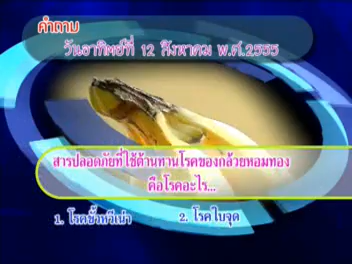 คำถาม
วันอาทิตย์ที่ 12 สิงหาคม พ.ศ.2555
สารปลอดภัยที่ใช้ต้านทานโรคของกล้วยหอมทอง
คือโรคอะไร...
1. โรคขั้วหวีเน่า
2. โรคใบจุด